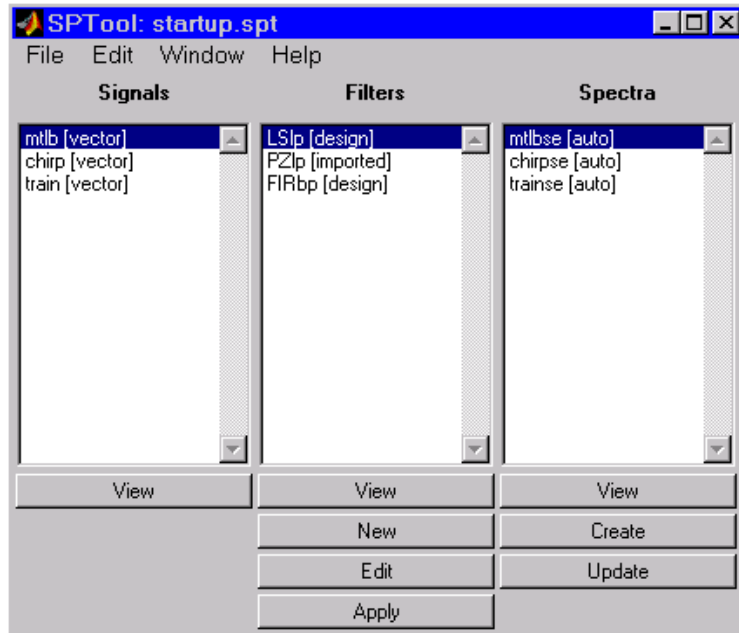 SPTool: startup.spt
File Edit Window Help
Signals Filters Spectra
mtlb [vector] LSlp [design] mtlbse [auto]
chirp [vector] PZlp [imported] chirpse [auto]
train [vector] FIRbp [design] trainse [auto]
View View View
New Create
Edit Update
Apply